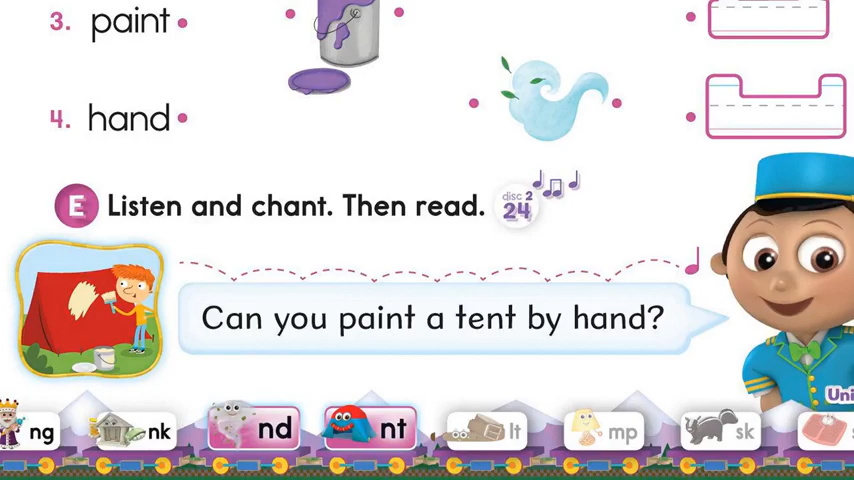 3. paint
4. hand
E Listen and chant. Then read. disc 2
24
Can you paint a tent by hand?
Uni
ng nk nd nt lt mp sk s